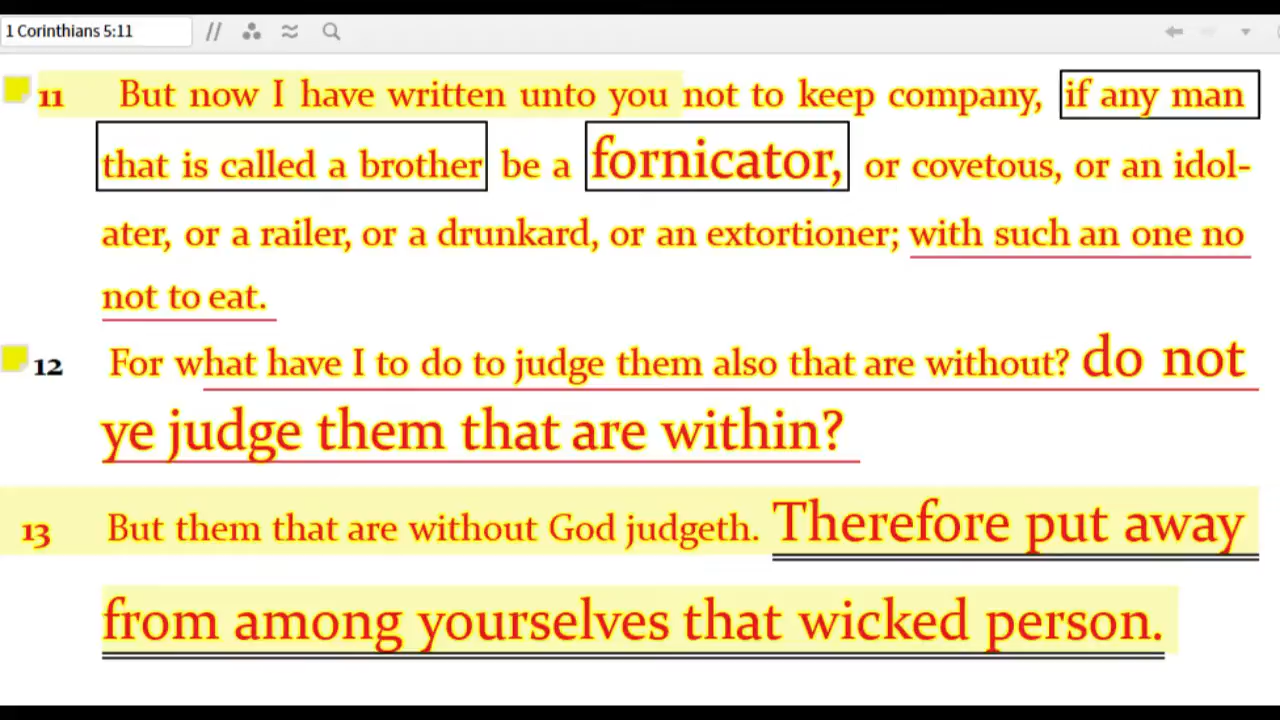 1 Corinthians 5:11
11 But now I have written unto you not to keep company, if any man
that is called a brother be a fornicator, or covetous, or an idol-
ater, or a railer, or a drunkard, or an extortioner; with such an one no
not to eat.
12 For what have I to do to judge them also that are without? do not
ye judge them that are within?
13 But them that are without God judgeth. Therefore put away
from among yourselves that wicked person.